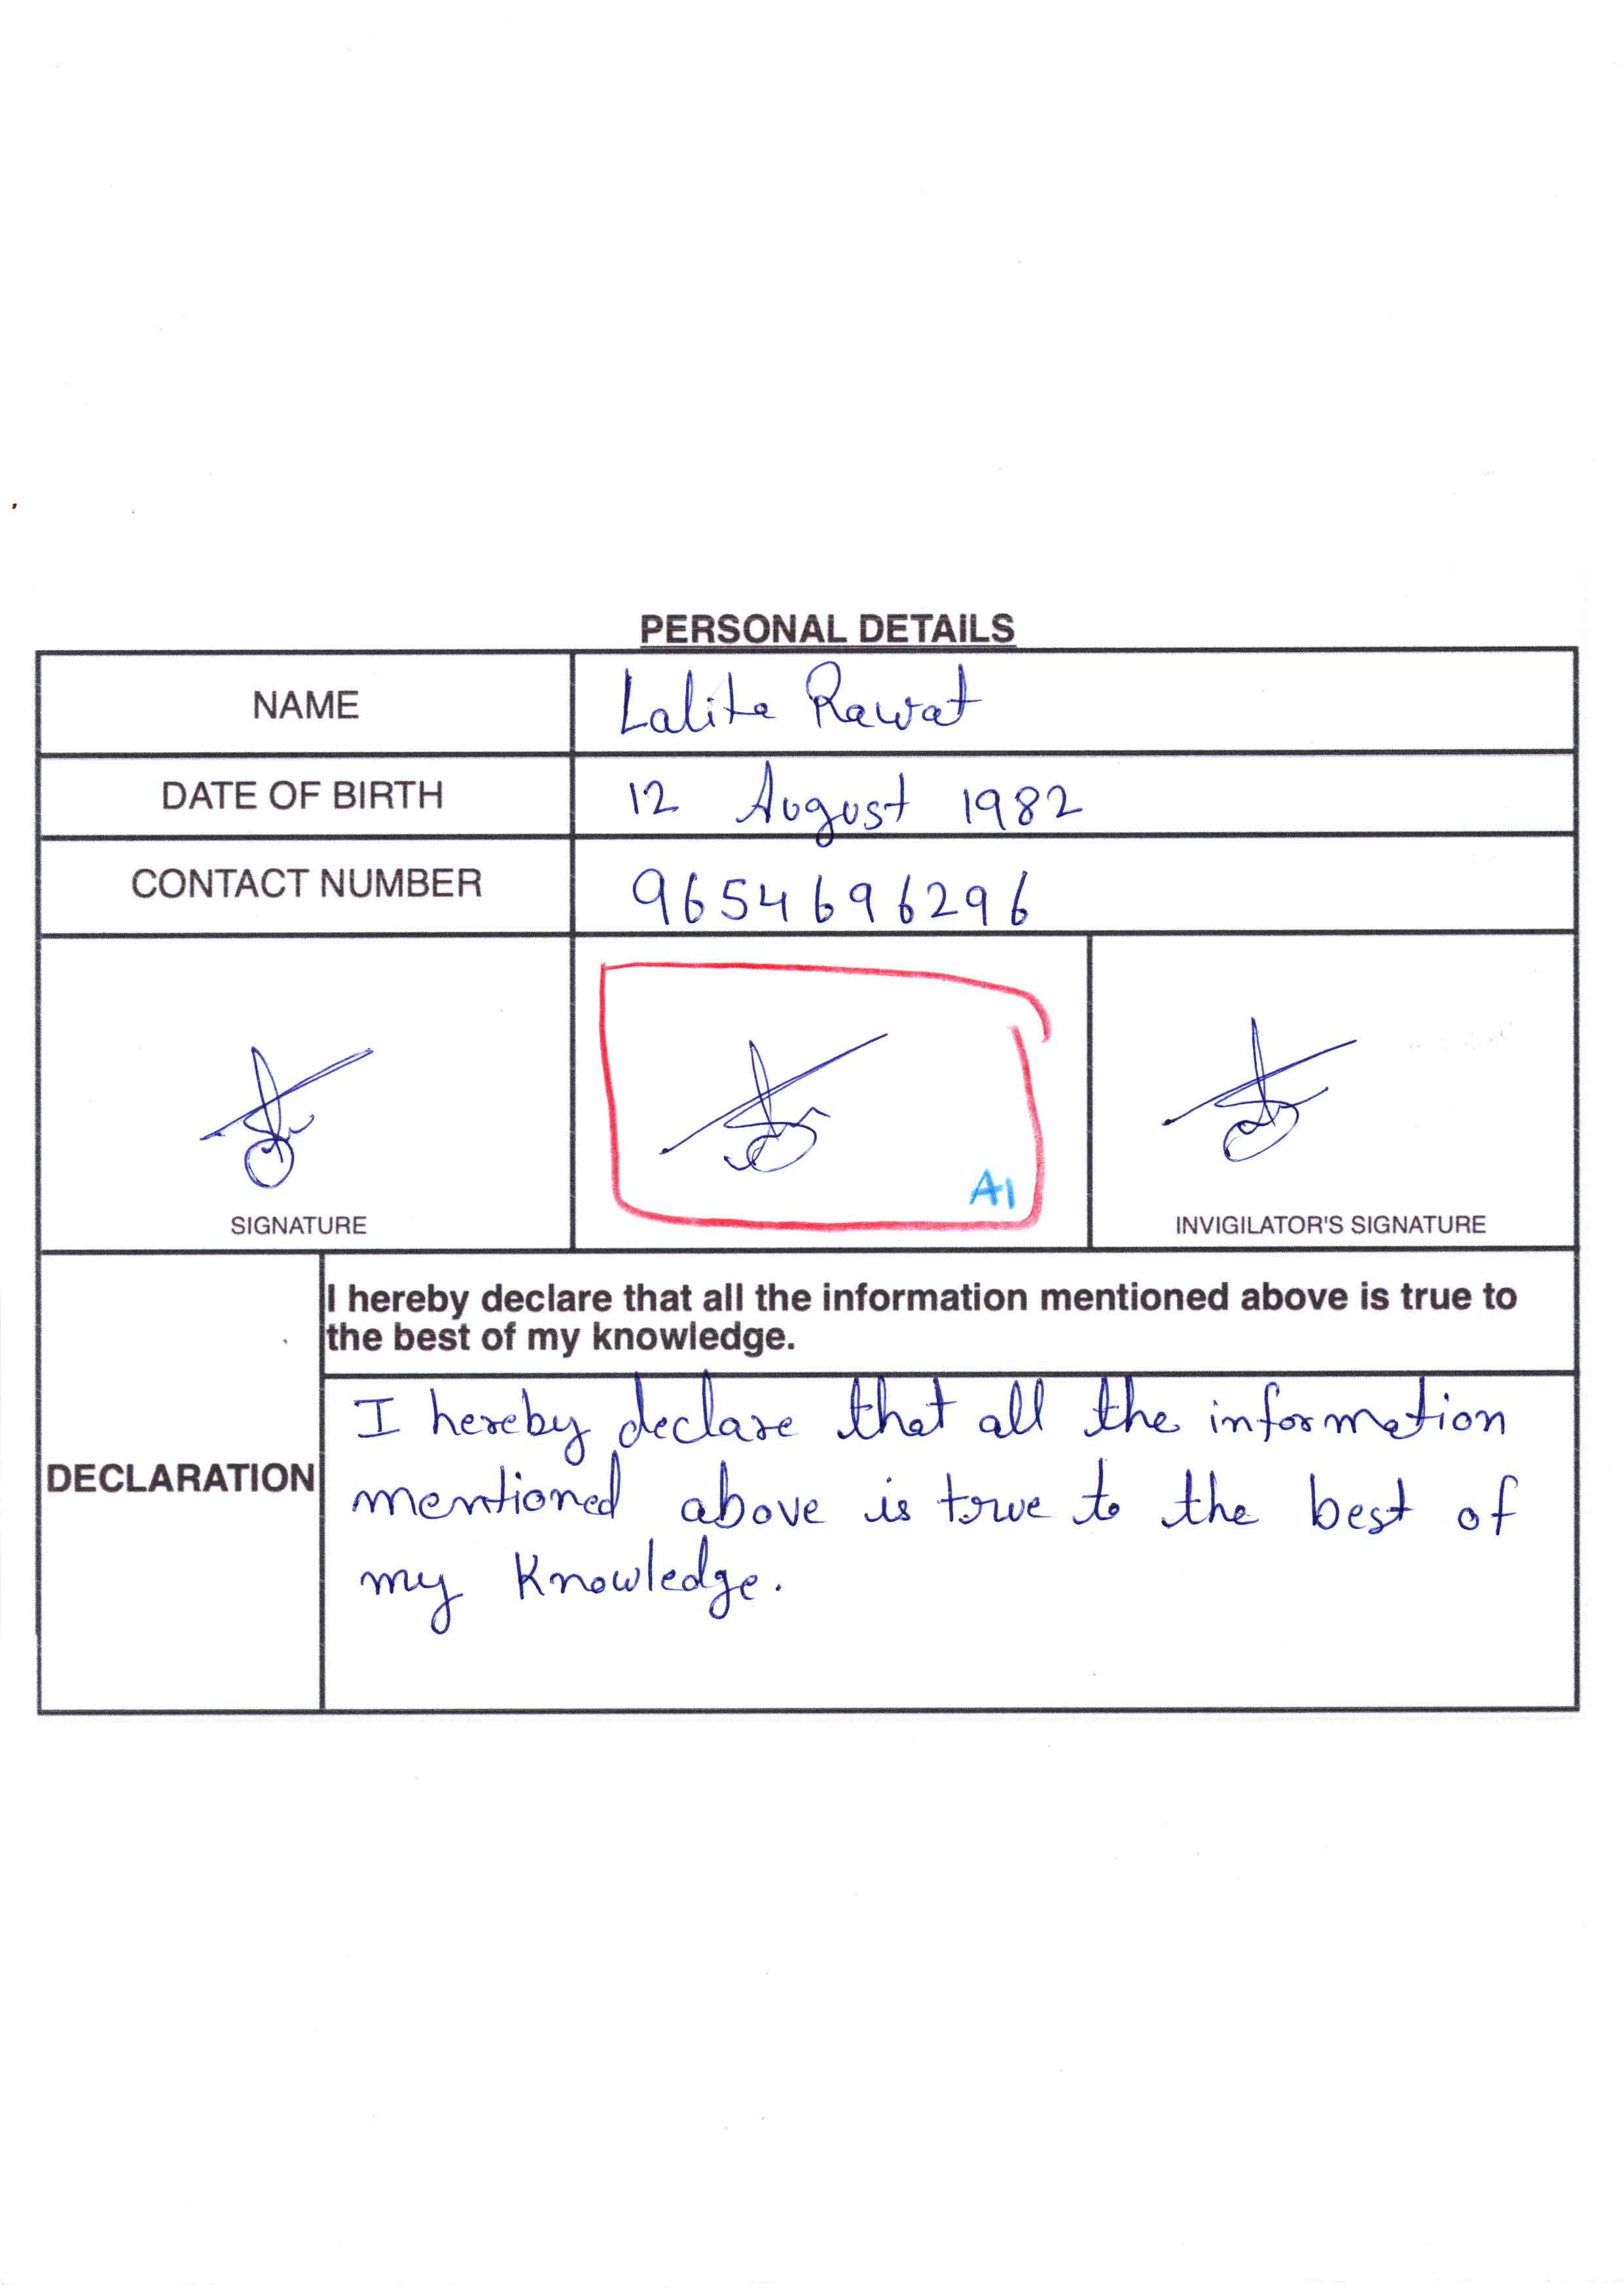 PERSONAL DETAILS
NAME
Lalita Rawat
DATE OF BIRTH
12 August 1982
CONTACT NUMBER
9654696296
A1
SIGNATURE
INVIGILATOR'S SIGNATURE
DECLARATION
I hereby declare that all the information mentioned above is true to
the best of my knowledge.
I hereby declare that all the information
mentioned above is true to the best of
my knowledge.